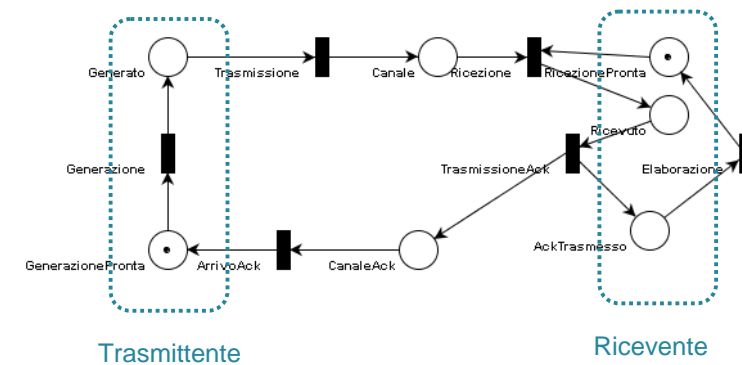 Generato
Trasmissione
Canale
Ricezione
RicezionePronta
Ricevuto
Generazione
TrasmissioneAck
Elaborazione
AckTrasmesso
GenerazionePronta
ArrivoAck
CanaleAck
Trasmittente
Ricevente